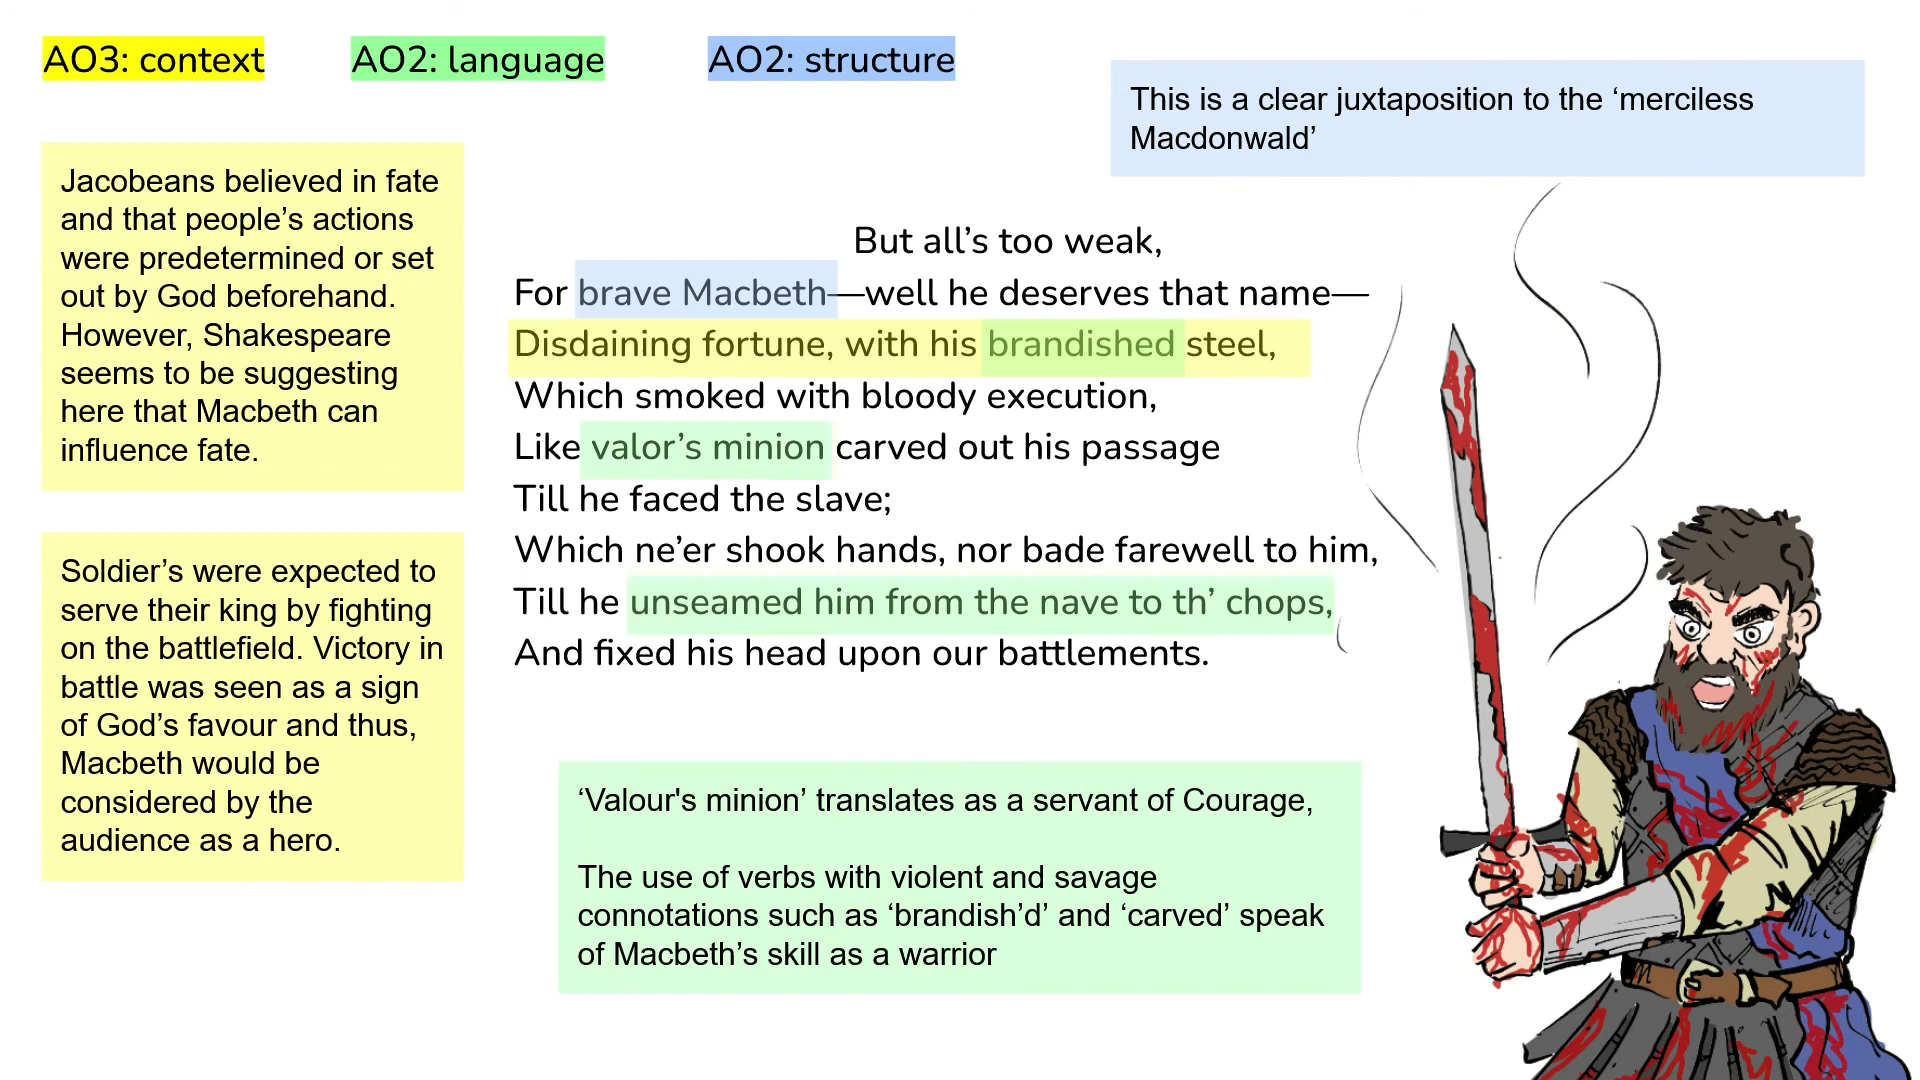 AO3: context
AO2: language
AO2: structure
This is a clear juxtaposition to the ‘merciless
Macdonwald’
Jacobeans believed in fate
and that people’s actions
were predetermined or set
out by God beforehand.
However, Shakespeare
seems to be suggesting
here that Macbeth can
influence fate.
Soldier’s were expected to
serve their king by fighting
on the battlefield. Victory in
battle was seen as a sign
of God’s favour and thus,
Macbeth would be
considered by the
audience as a hero.
But all’s too weak,
For brave Macbeth—well he deserves that name—
Disdaining fortune, with his brandished steel,
Which smoked with bloody execution,
Like valor’s minion carved out his passage
Till he faced the slave;
Which ne’er shook hands, nor bade farewell to him,
Till he unseamed him from the nave to th’ chops,
And fixed his head upon our battlements.
‘Valour's minion’ translates as a servant of Courage,
The use of verbs with violent and savage
connotations such as ‘brandish’d’ and ‘carved’ speak
of Macbeth’s skill as a warrior